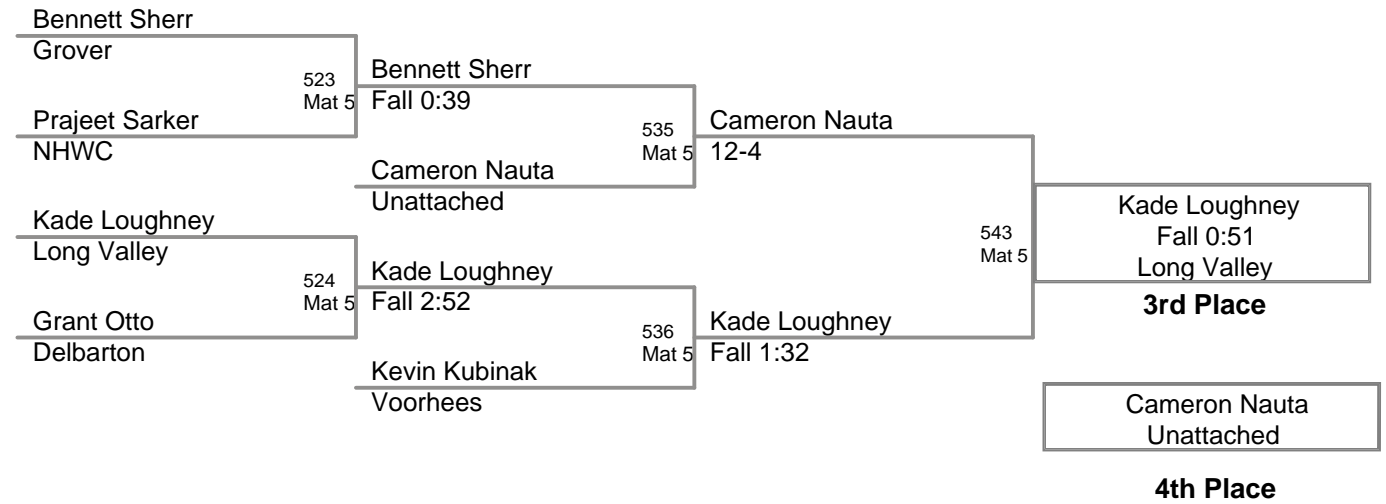 Bennett Sherr
Grover
523
Mat 5
Prajeet Sarker
NHWC
Bennett Sherr
Fall 0:39
535
Mat 5
Cameron Nauta
Unattached
Cameron Nauta
12-4
Kade Loughney
Long Valley
524
Mat 5
Grant Otto
Delbarton
Kade Loughney
Fall 2:52
536
Mat 5
Kevin Kubinak
Voorhees
Kade Loughney
Fall 1:32
543
Mat 5
Kade Loughney
Fall 0:51
Long Valley
3rd Place
Cameron Nauta
Unattached
4th Place